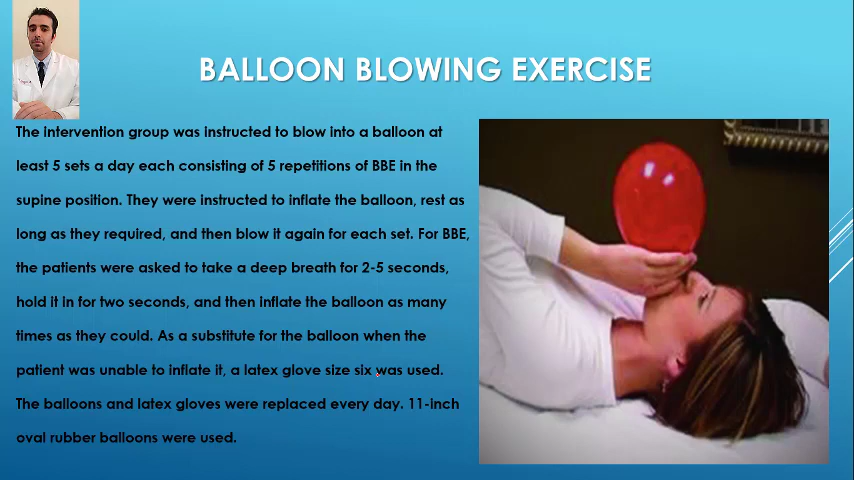 BALLOON BLOWING EXERCISE
The intervention group was instructed to blow into a balloon at
least 5 sets a day each consisting of 5 repetitions of BBE in the
supine position. They were instructed to inflate the balloon, rest as
long as they required, and then blow it again for each set. For BBE,
the patients were asked to take a deep breath for 2-5 seconds,
hold it in for two seconds, and then inflate the balloon as many
times as they could. As a substitute for the balloon when the
patient was unable to inflate it, a latex glove size six was used.
The balloons and latex gloves were replaced every day. 11-inch
oval rubber balloons were used.